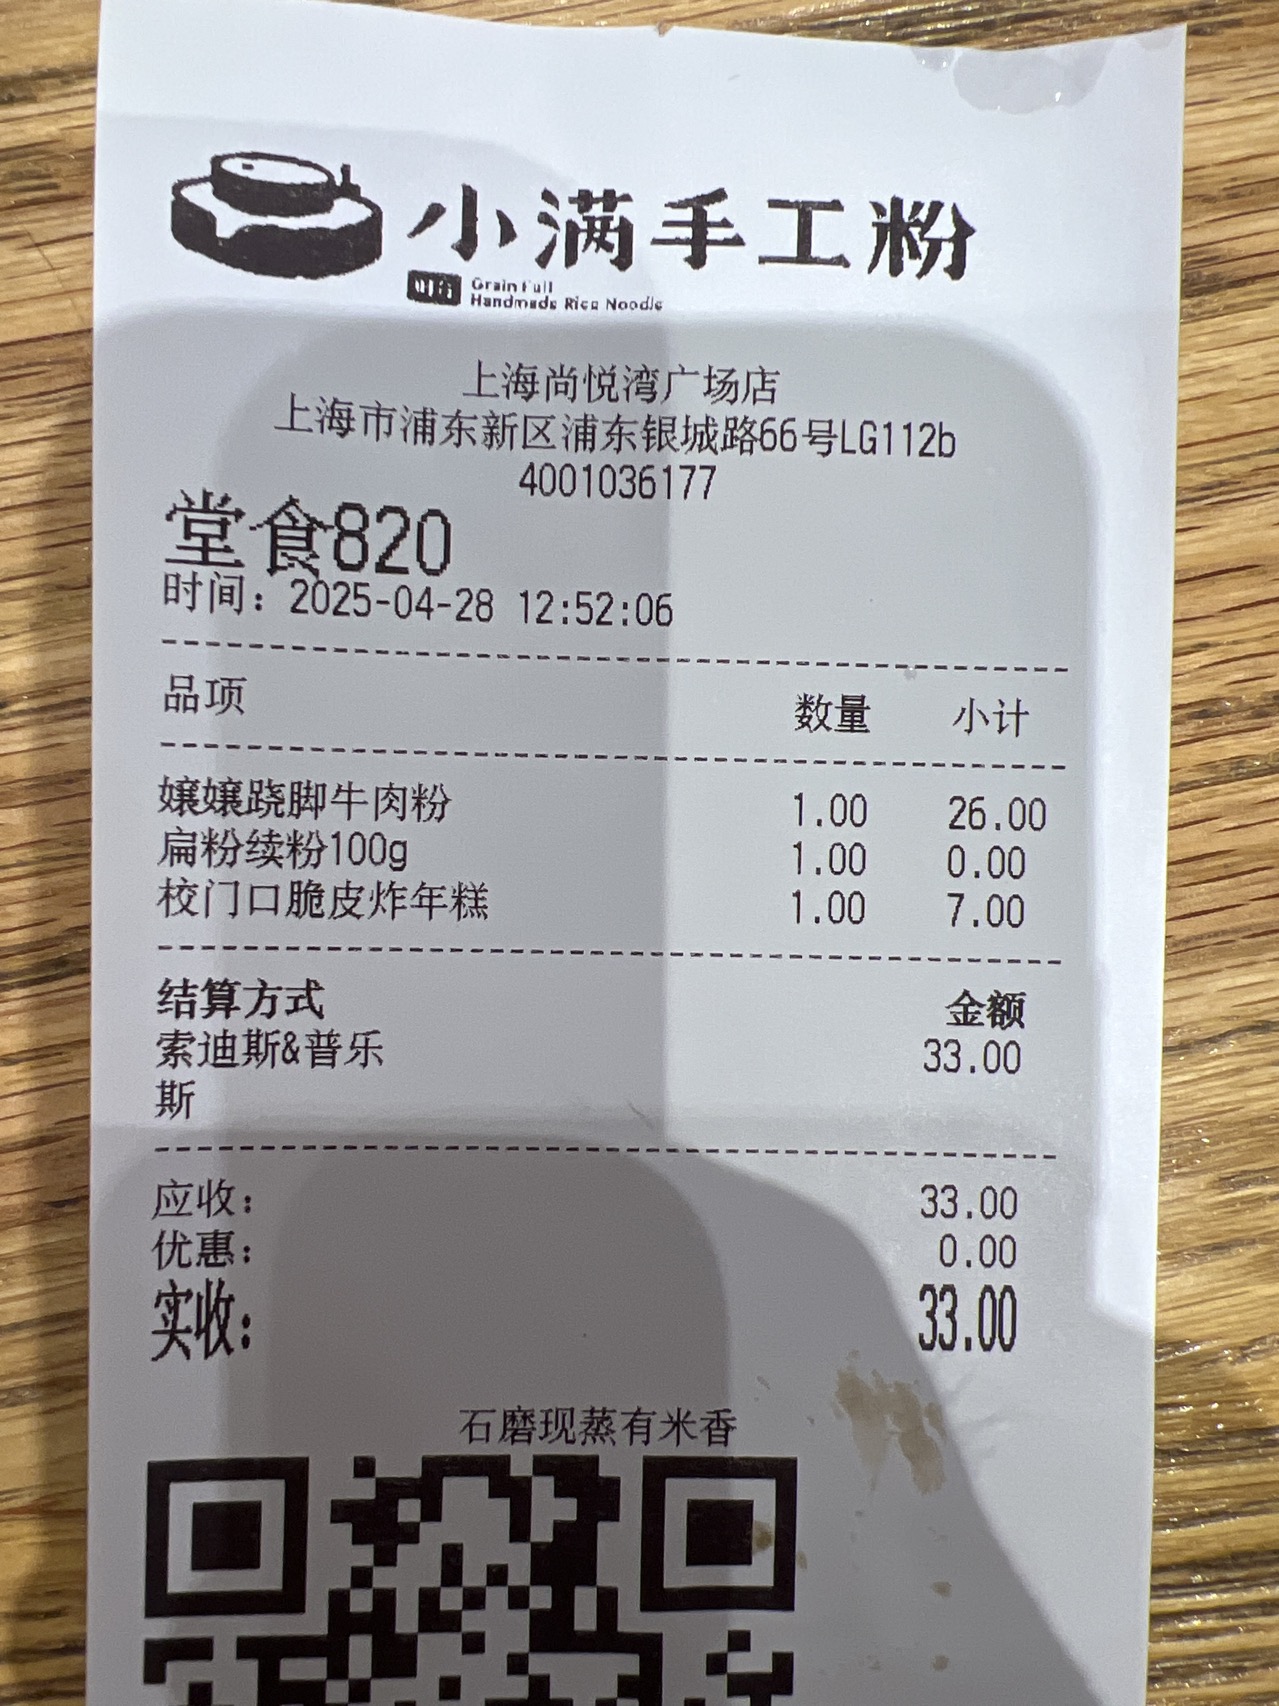 小满手工粉
Grain Full
Handmade Rice Noodle
上海尚悦湾广场店
上海市浦东新区浦东银城路66号LG112b
4001036177
堂食820
时间：2025-04-28 12:52:06
品项 数量 小计
嬢嬢跷脚牛肉粉 1.00 26.00
扁粉续粉100g 1.00 0.00
校门口脆皮炸年糕 1.00 7.00
结算方式 金额
索迪斯&普乐 33.00
斯
应收： 33.00
优惠： 0.00
实收： 33.00
石磨现蒸有米香